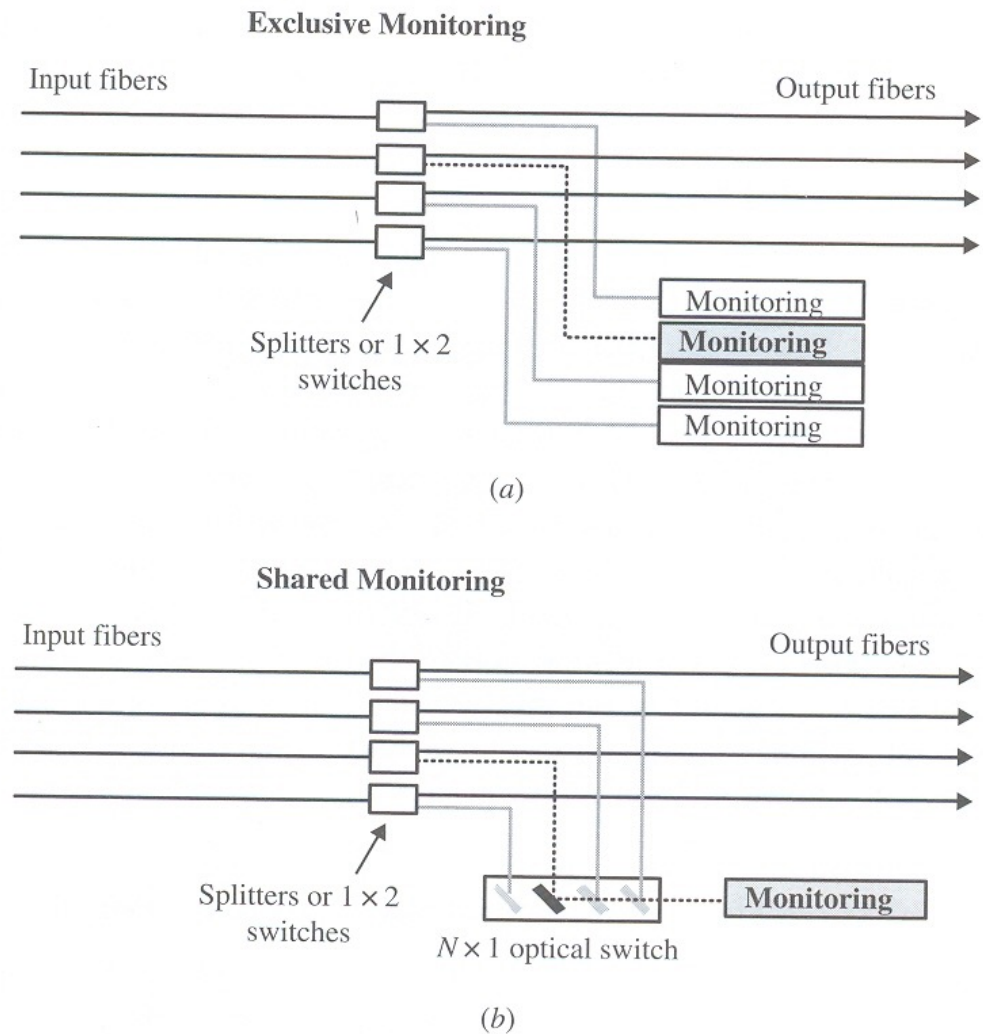 Exclusive Monitoring
Input fibers
Output fibers
Monitoring
Monitoring
Monitoring
Monitoring
Splitters or 1 × 2
switches
(a)
Shared Monitoring
Input fibers
Output fibers
Splitters or 1 × 2
switches
Monitoring
N × 1 optical switch
(b)